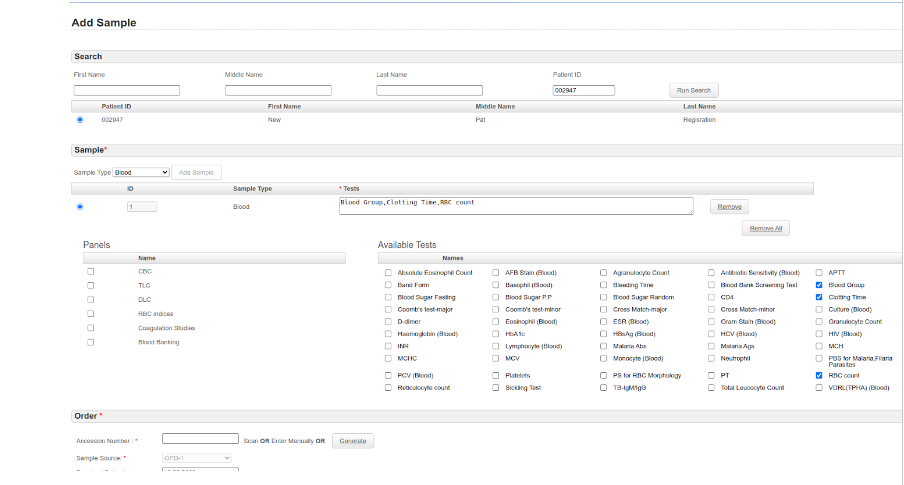 Add Sample
Search
First Name Middle Name Last Name Patient ID
002947 Run Search
Patient ID First Name Middle Name Last Name
002947 New Pat Regisration
Sample*
Sample Type Blood Add Sample
ID Sample Type * Tests
1 Blood Blood Group,Clotting Time,RBC count Remove
Remove All
Panels Available Tests
Name Names
CBC
TLC
DLC
RBC Indices
Coagulation Studies
Blood Banking
Absolute Eosinophil Count AFB Stain (Blood) Agranulocyte Count Antibiotic Sensitivity (Blood) APTT
Band Form Basophil (Blood) Bleeding Time Blood Bank Screening Test Blood Group
Blood Sugar Fasting Blood Sugar P.P Blood Sugar Random CD4 Clotting Time
Coomb's test-major Coomb's test-minor Cross Match-major Cross Match-minor Culture (Blood)
D-dimer Eosinophil (Blood) ESR (Blood) Gram Stain (Blood) Granulocyte Count
Haemoglobin (Blood) HbA1c HBsAg (Blood) HCV (Blood) HIV (Blood)
INR Lymphocyte (Blood) Malaria Abs Malaria Ags MCH
MCHC MCV Monocyte (Blood) Neutrophil PBS for Malaria,Filaria Parasites
PCV (Blood) Platelets PS for RBC Morphology PT RBC count
Reticulocyte count Sickling Test TB-IgM/IgG Total Leucocyte Count VDRL(TPHA) (Blood)
Order *
Accession Number : * Scan OR Enter Manually OR Generate
Sample Source: * OPD-1